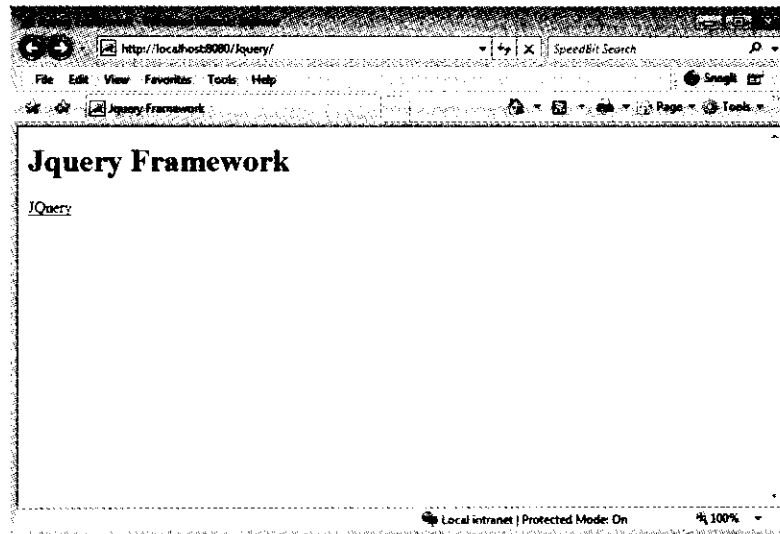 http://localhost:8080/Jquery/
SpeedBit Search
File Edit View Favorites Tools Help
SnagIt
Jquery Framework
Page Tools
Jquery Framework
JQuery
Local intranet | Protected Mode: On
100%